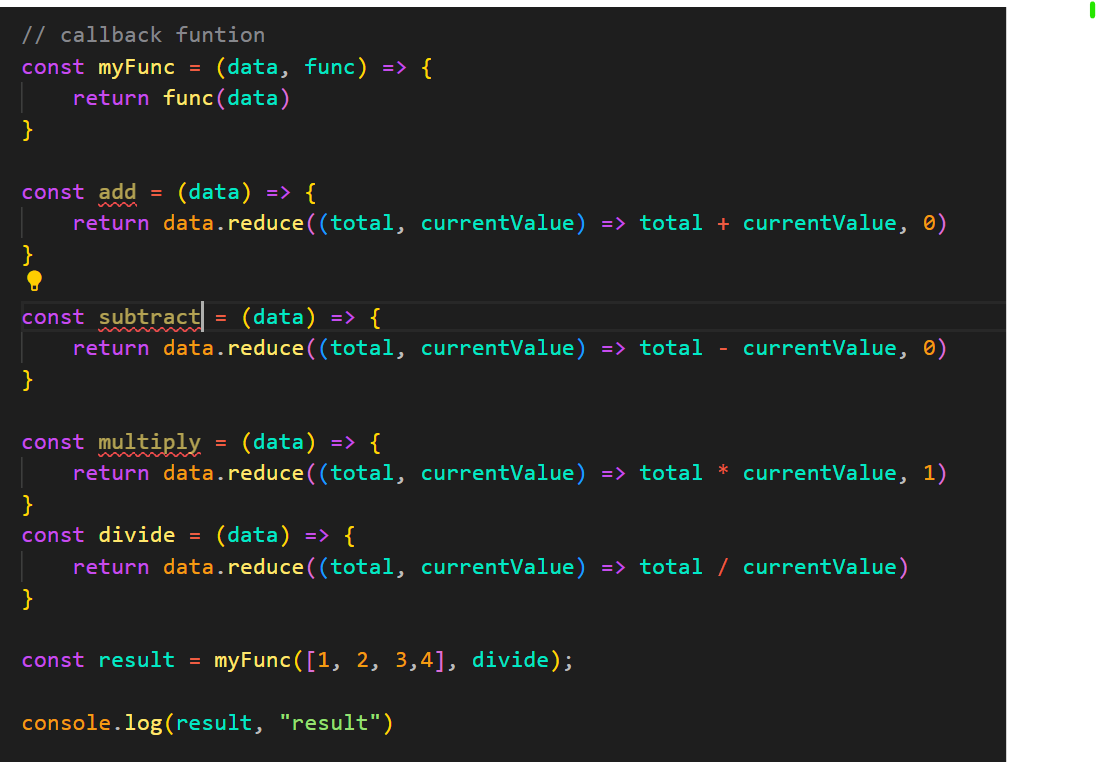 // callback funtion
const myFunc = (data, func) => {
    return func(data)
}
const add = (data) => {
    return data.reduce((total, currentValue) => total + currentValue, 0)
}
const subtract = (data) => {
    return data.reduce((total, currentValue) => total - currentValue, 0)
}
const multiply = (data) => {
    return data.reduce((total, currentValue) => total * currentValue, 1)
}
const divide = (data) => {
    return data.reduce((total, currentValue) => total / currentValue)
}
const result = myFunc([1, 2, 3,4], divide);
console.log(result, "result")